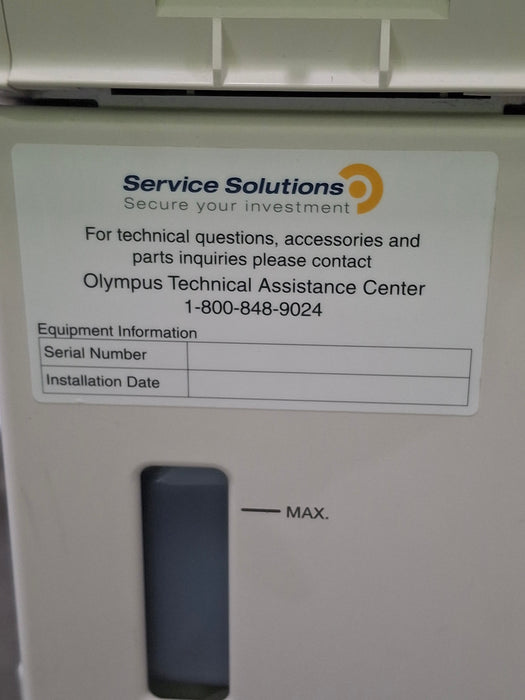 Service Solutions
Secure your investment
For technical questions, accessories and
parts inquiries please contact
Olympus Technical Assistance Center
1-800-848-9024
Equipment Information
Serial Number
Installation Date
MAX.